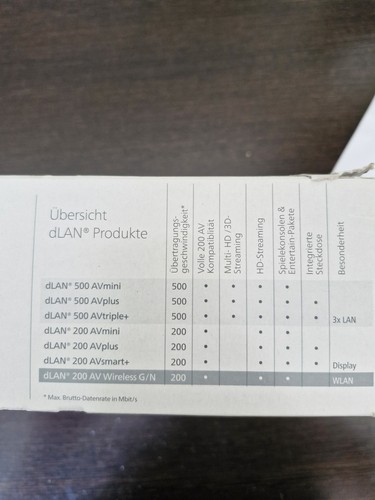 Übersicht
dLAN® Produkte
Übertragungs-
geschwindigkeit*
Volle 200 AV
Kompatiblität
Multi- HD /3D-
Streaming
HD-Streaming
Spielekonsolen &
Entertain-Pakete
Integrierte
Steckdose
Besonderheit
dLAN® 500 AVmini 500 • • • •
dLAN® 500 AVplus 500 • • • • •
dLAN® 500 AVtriple+ 500 • • • • • 3x LAN
dLAN® 200 AVmini 200 • • •
dLAN® 200 AVplus 200 • • • •
dLAN® 200 AVsmart+ 200 • • • • Display
dLAN® 200 AV Wireless G/N 200 • • • WLAN
* Max. Brutto-Datenrate in Mbit/s